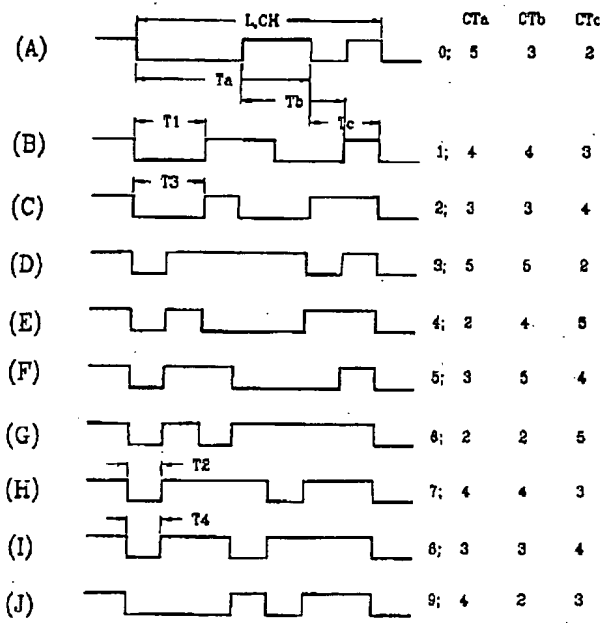 CTa CTb CTc
(A) L,CH 0; 5 3 2
Ta
Tb
(B) T1 Tc 1; 4 4 3
(C) T3 2; 3 3 4
(D) 3; 5 5 2
(E) 4; 2 4 5
(F) 5; 3 5 4
(G) 6; 2 2 5
T2
(H) 7; 4 4 3
(I) T4 8; 3 3 4
(J) 9; 4 2 3